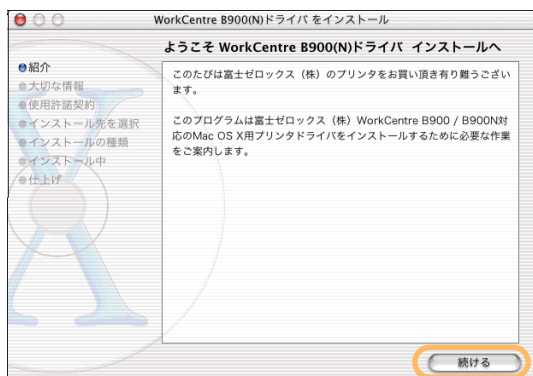 WorkCentre B900(N)ドライバ をインストール
ようこそ WorkCentre B900(N)ドライバ インストールへ
紹介
大切な情報
使用許諾契約
インストール先を選択
インストールの種類
インストール中
仕上げ
このたびは富士ゼロックス（株）のプリンタをお買い頂き有り難うござい
ます。
このプログラムは富士ゼロックス（株）WorkCentre B900 / B900N対
応のMac OS X用プリンタドライバをインストールするために必要な作業
をご案内します。
続ける